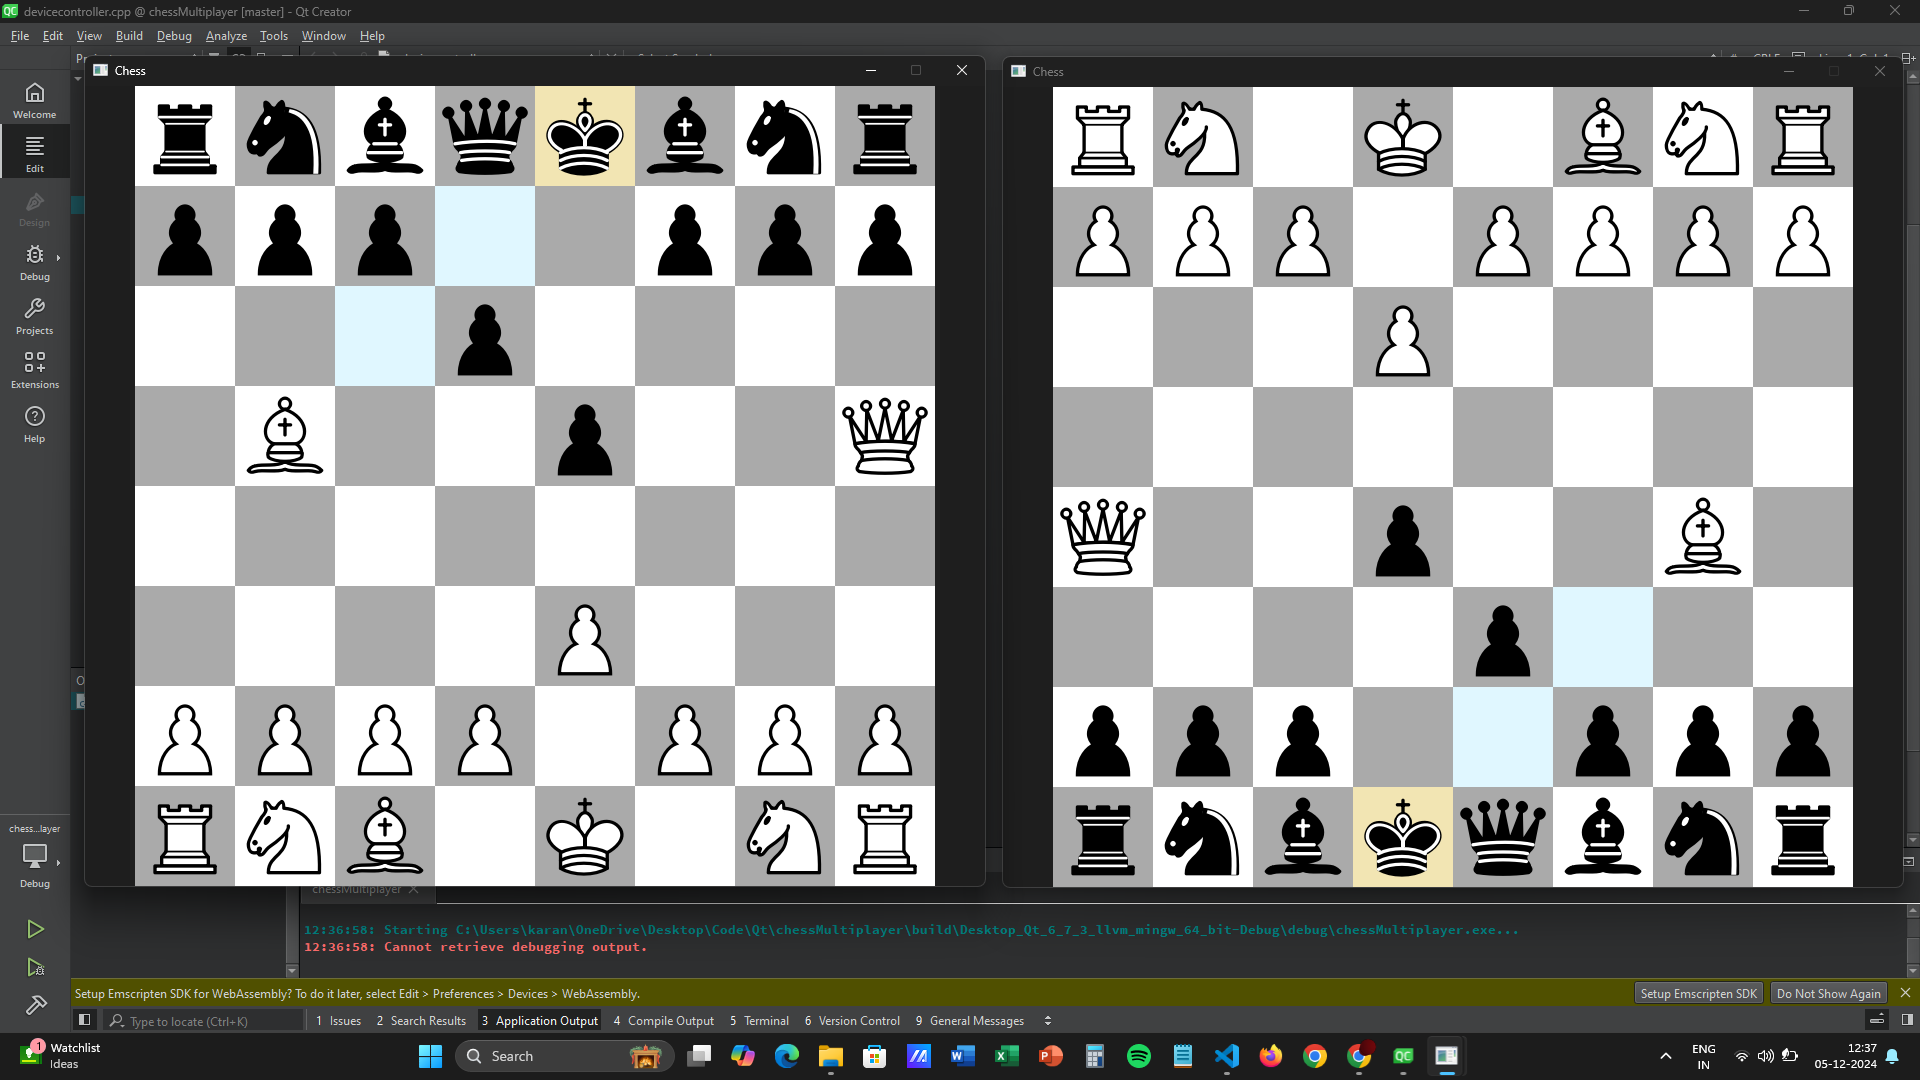 devicecontroller.cpp @ chessMultiplayer [master] - Qt Creator
File Edit View Build Debug Analyze Tools Window Help
Chess
Chess
Welcome
Edit
Design
Debug
Projects
Extensions
Help
chess...layer
Debug
chessMultiplayer
12:36:58: Starting C:\Users\karan\OneDrive\Desktop\Code\Qt\chessMultiplayer\build\Desktop_Qt_6_7_3_llvm_mingw_64_bit-Debug\debug\chessMultiplayer.exe...
12:36:58: Cannot retrieve debugging output.
Setup Emscripten SDK for WebAssembly? To do it later, select Edit > Preferences > Devices > WebAssembly.
Setup Emscripten SDK
Do Not Show Again
Type to locate (Ctrl+K)
1 Issues 2 Search Results 3 Application Output 4 Compile Output 5 Terminal 6 Version Control 9 General Messages
1
Watchlist
Ideas
Search
ENG
IN
12:37
05-12-2024